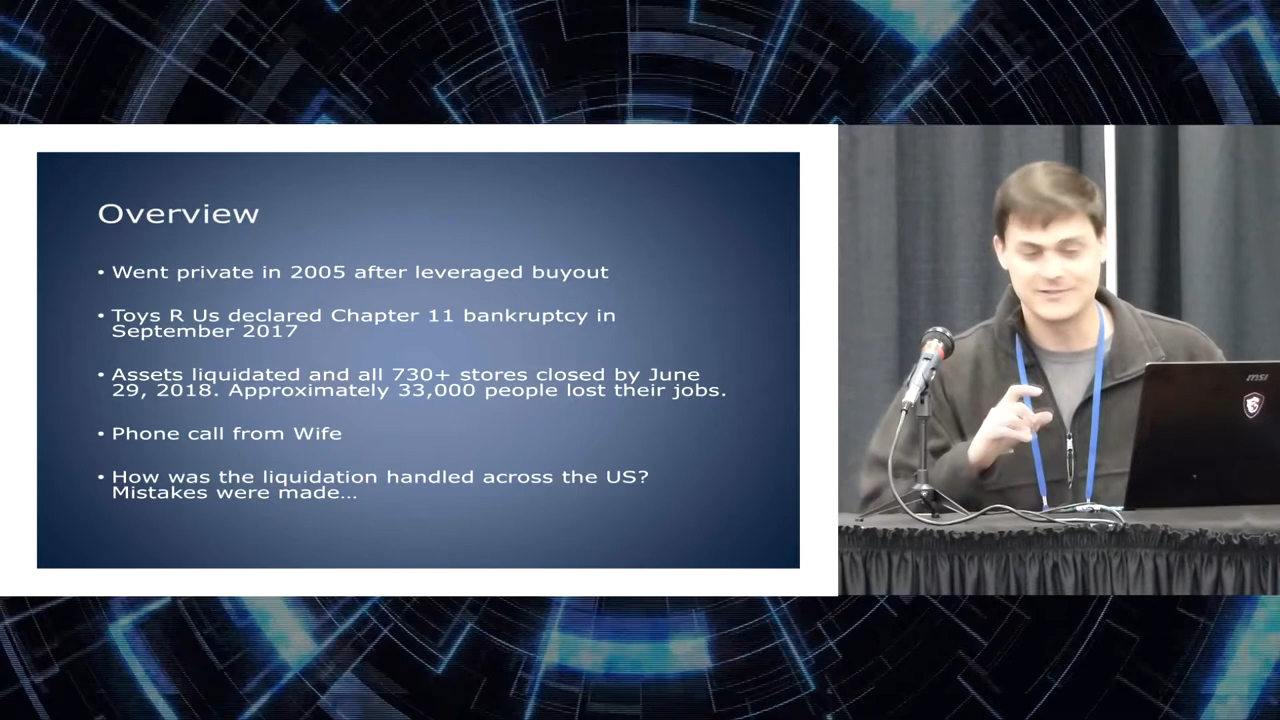 Overview
• Went private in 2005 after leveraged buyout
• Toys R Us declared Chapter 11 bankruptcy in
September 2017
• Assets liquidated and all 730+ stores closed by June
29, 2018. Approximately 33,000 people lost their jobs.
• Phone call from Wife
• How was the liquidation handled across the US?
Mistakes were made...
msi